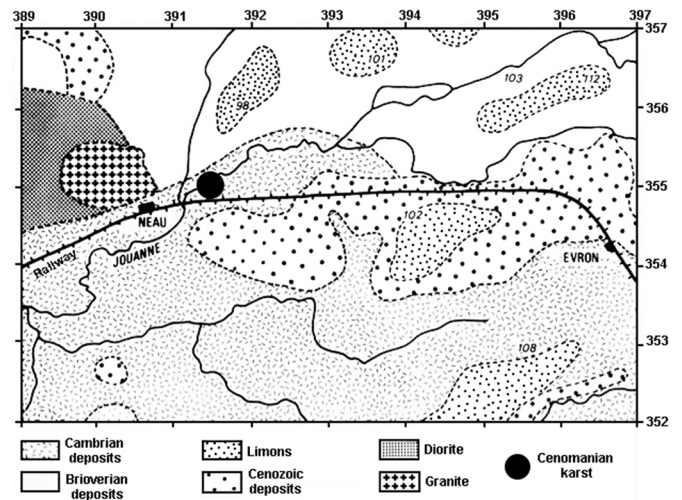 389 390 391 392 393 394 395 396 397
357
101
103
112
98
356
355
102
NEAU
JOUANNE
Railway
EVRON
354
353
108
352
Cambrian deposits
Limons
Diorite
Cenomanian karst
Brioverian deposits
Cenozoic deposits
Granite